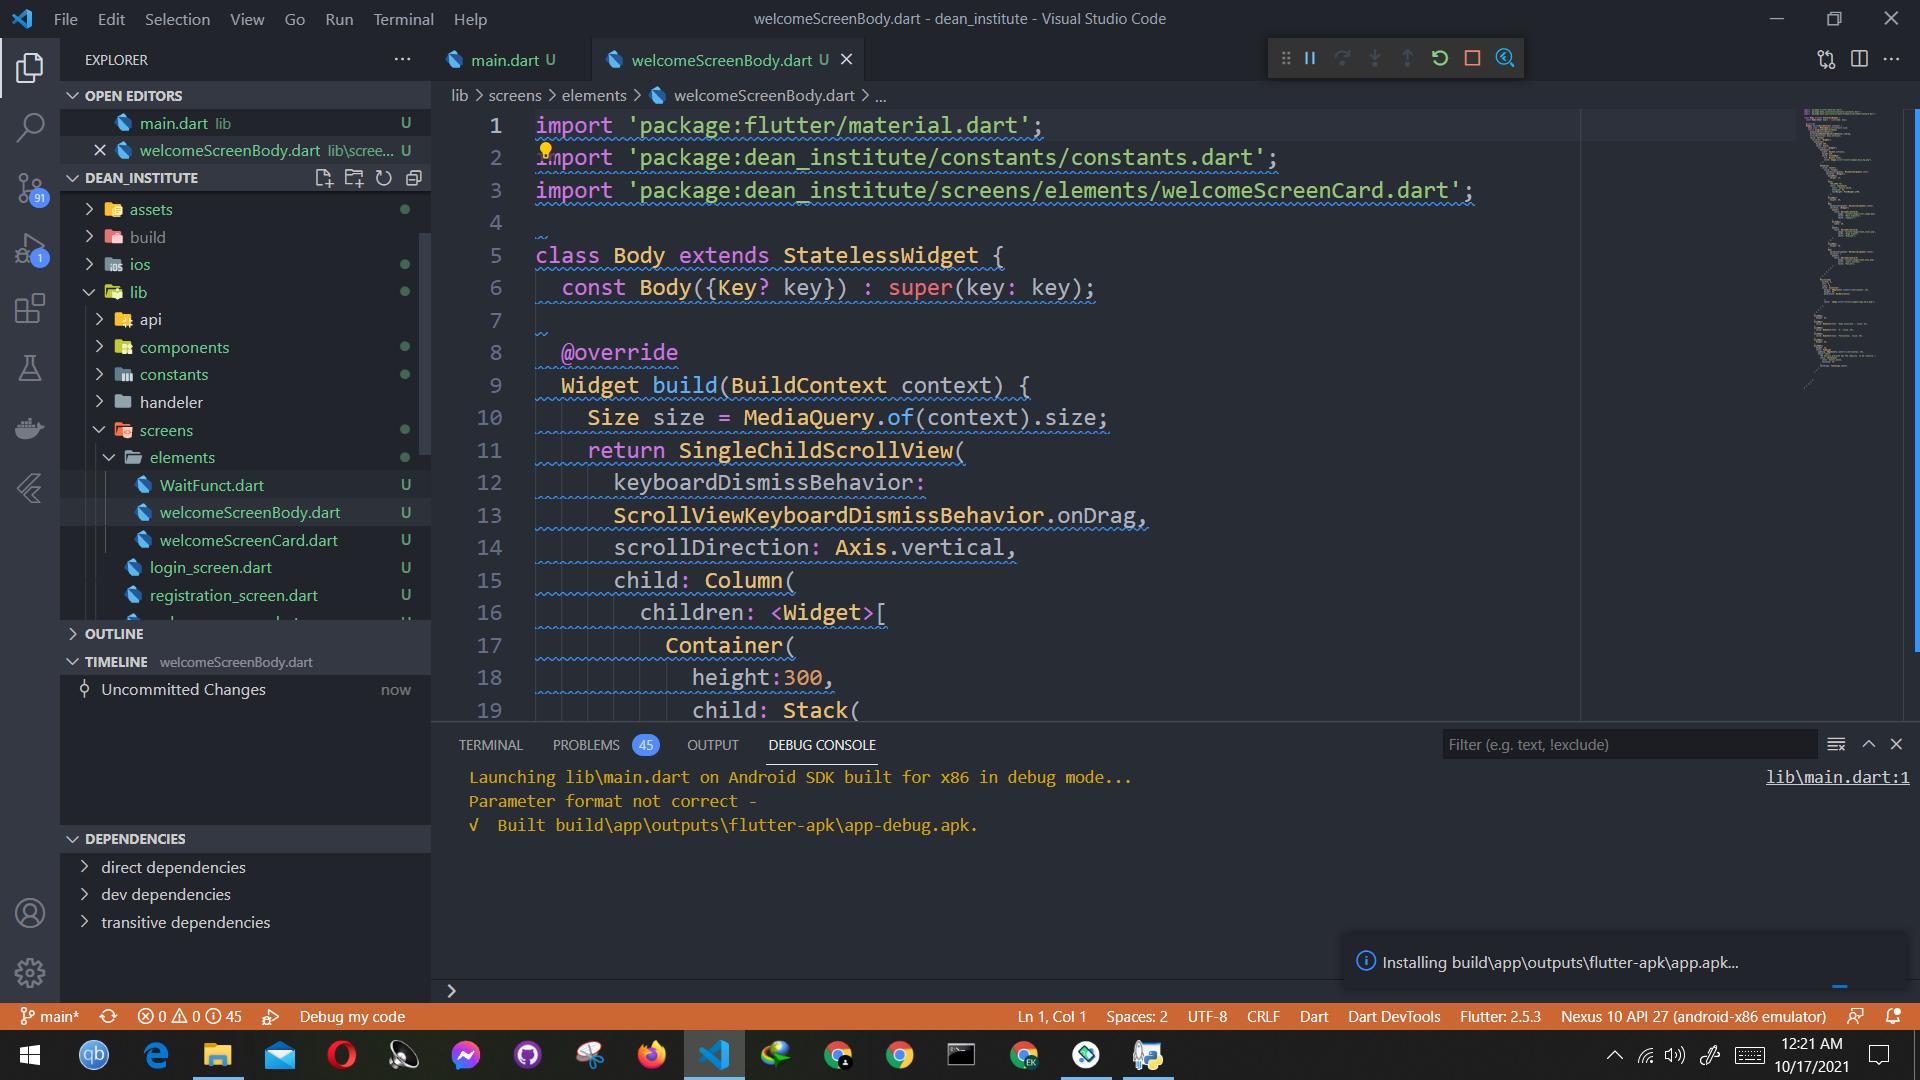 File Edit Selection View Go Run Terminal Help
welcomeScreenBody.dart - dean_institute - Visual Studio Code
EXPLORER
OPEN EDITORS
main.dart lib U
welcomeScreenBody.dart lib\scree... U
DEAN_INSTITUTE
91
1
assets
build
ios
lib
api
components
constants
handeler
screens
elements
WaitFunct.dart U
welcomeScreenBody.dart U
welcomeScreenCard.dart U
login_screen.dart U
registration_screen.dart U
OUTLINE
TIMELINE welcomeScreenBody.dart
Uncommitted Changes now
DEPENDENCIES
direct dependencies
dev dependencies
transitive dependencies
main.dart U
welcomeScreenBody.dart U
lib > screens > elements > welcomeScreenBody.dart > ...
1 import 'package:flutter/material.dart';
2 import 'package:dean_institute/constants/constants.dart';
3 import 'package:dean_institute/screens/elements/welcomeScreenCard.dart';
4
5 class Body extends StatelessWidget {
6 const Body({Key? key}) : super(key: key);
7
8 @override
9 Widget build(BuildContext context) {
10 Size size = MediaQuery.of(context).size;
11 return SingleChildScrollView(
12 keyboardDismissBehavior:
13 ScrollViewKeyboardDismissBehavior.onDrag,
14 scrollDirection: Axis.vertical,
15 child: Column(
16 children: <Widget>[
17 Container(
18 height:300,
19 child: Stack(
TERMINAL PROBLEMS 45 OUTPUT DEBUG CONSOLE
Filter (e.g. text, !exclude)
Launching lib\main.dart on Android SDK built for x86 in debug mode...
lib\main.dart:1
Parameter format not correct -
√ Built build\app\outputs\flutter-apk\app-debug.apk.
Installing build\app\outputs\flutter-apk\app.apk...
main* 0 0 45 Debug my code
Ln 1, Col 1 Spaces: 2 UTF-8 CRLF Dart Dart DevTools Flutter: 2.5.3 Nexus 10 API 27 (android-x86 emulator)
qb
EK
12:21 AM
10/17/2021